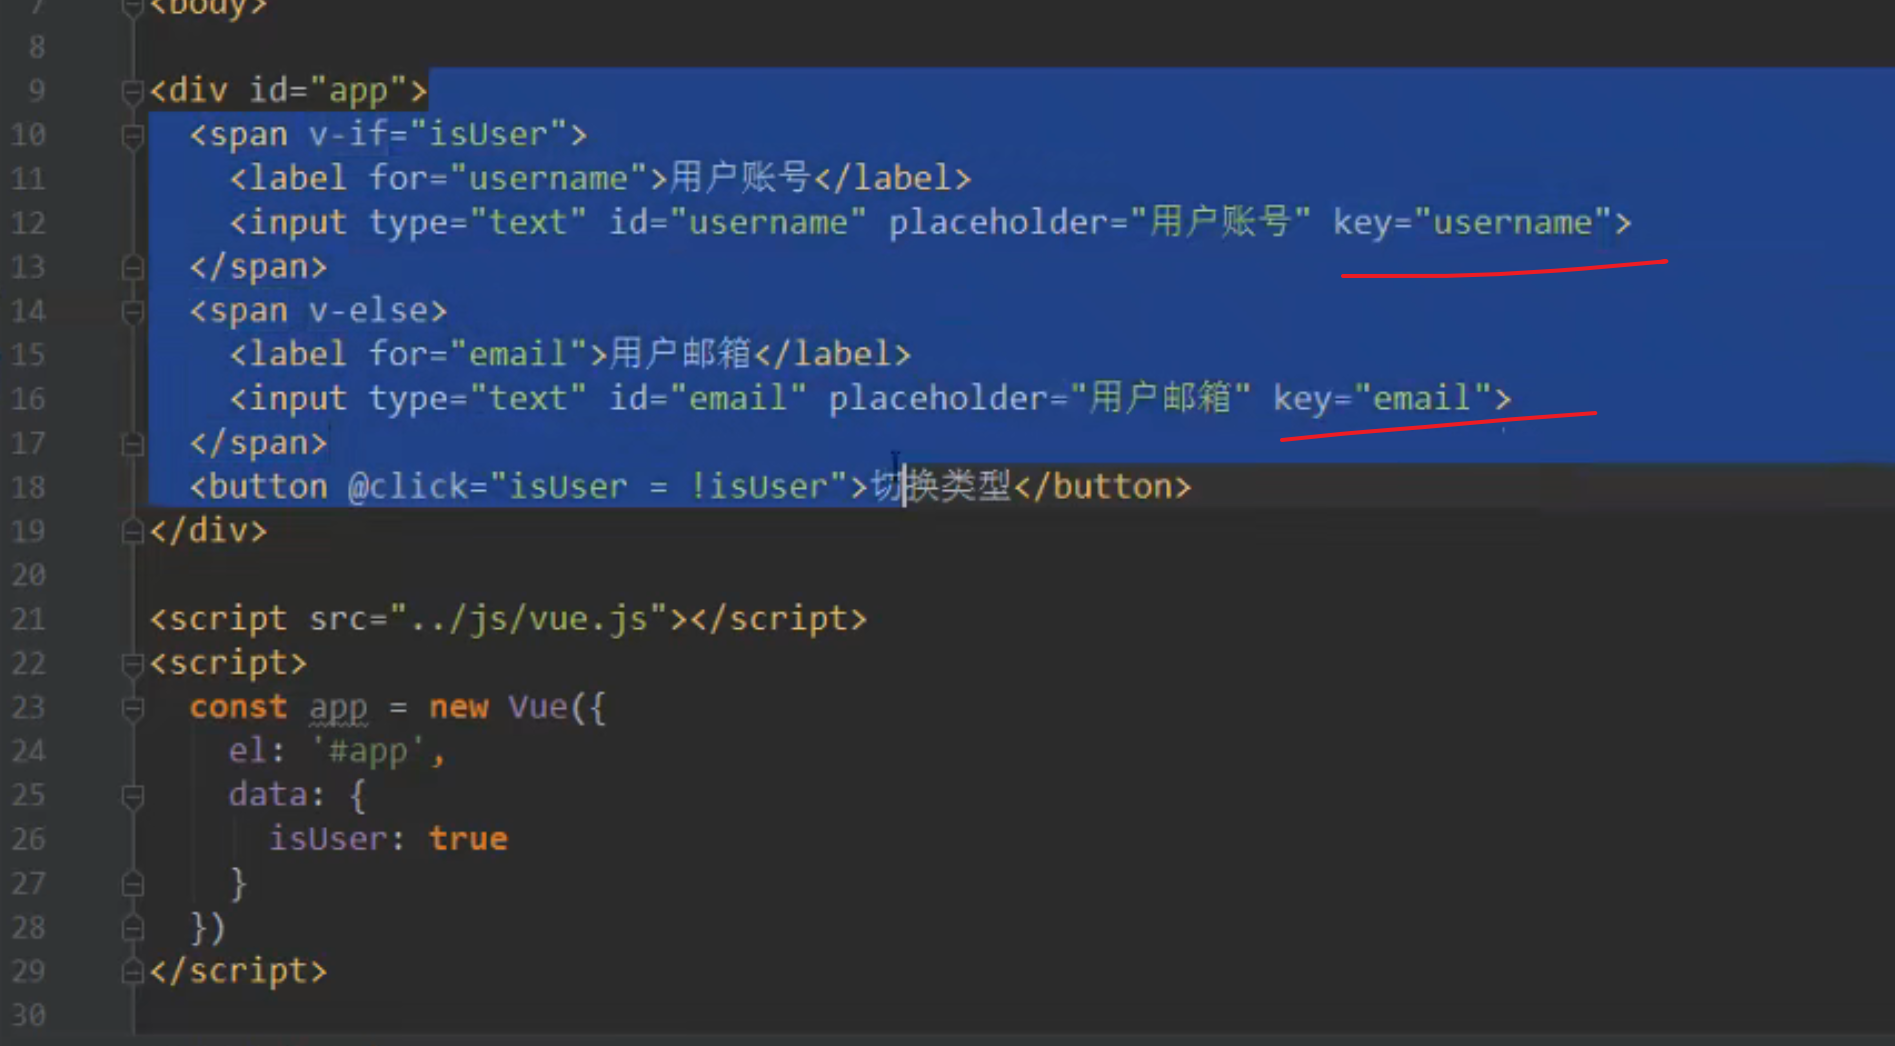 7 <body>
8
9 <div id="app">
10 <span v-if="isUser">
11 <label for="username">用户账号</label>
12 <input type="text" id="username" placeholder="用户账号" key="username">
13 </span>
14 <span v-else>
15 <label for="email">用户邮箱</label>
16 <input type="text" id="email" placeholder="用户邮箱" key="email">
17 </span>
18 <button @click="isUser = !isUser">切换类型</button>
19 </div>
20
21 <script src="../js/vue.js"></script>
22 <script>
23 const app = new Vue({
24 el: '#app',
25 data: {
26 isUser: true
27 }
28 })
29 </script>
30